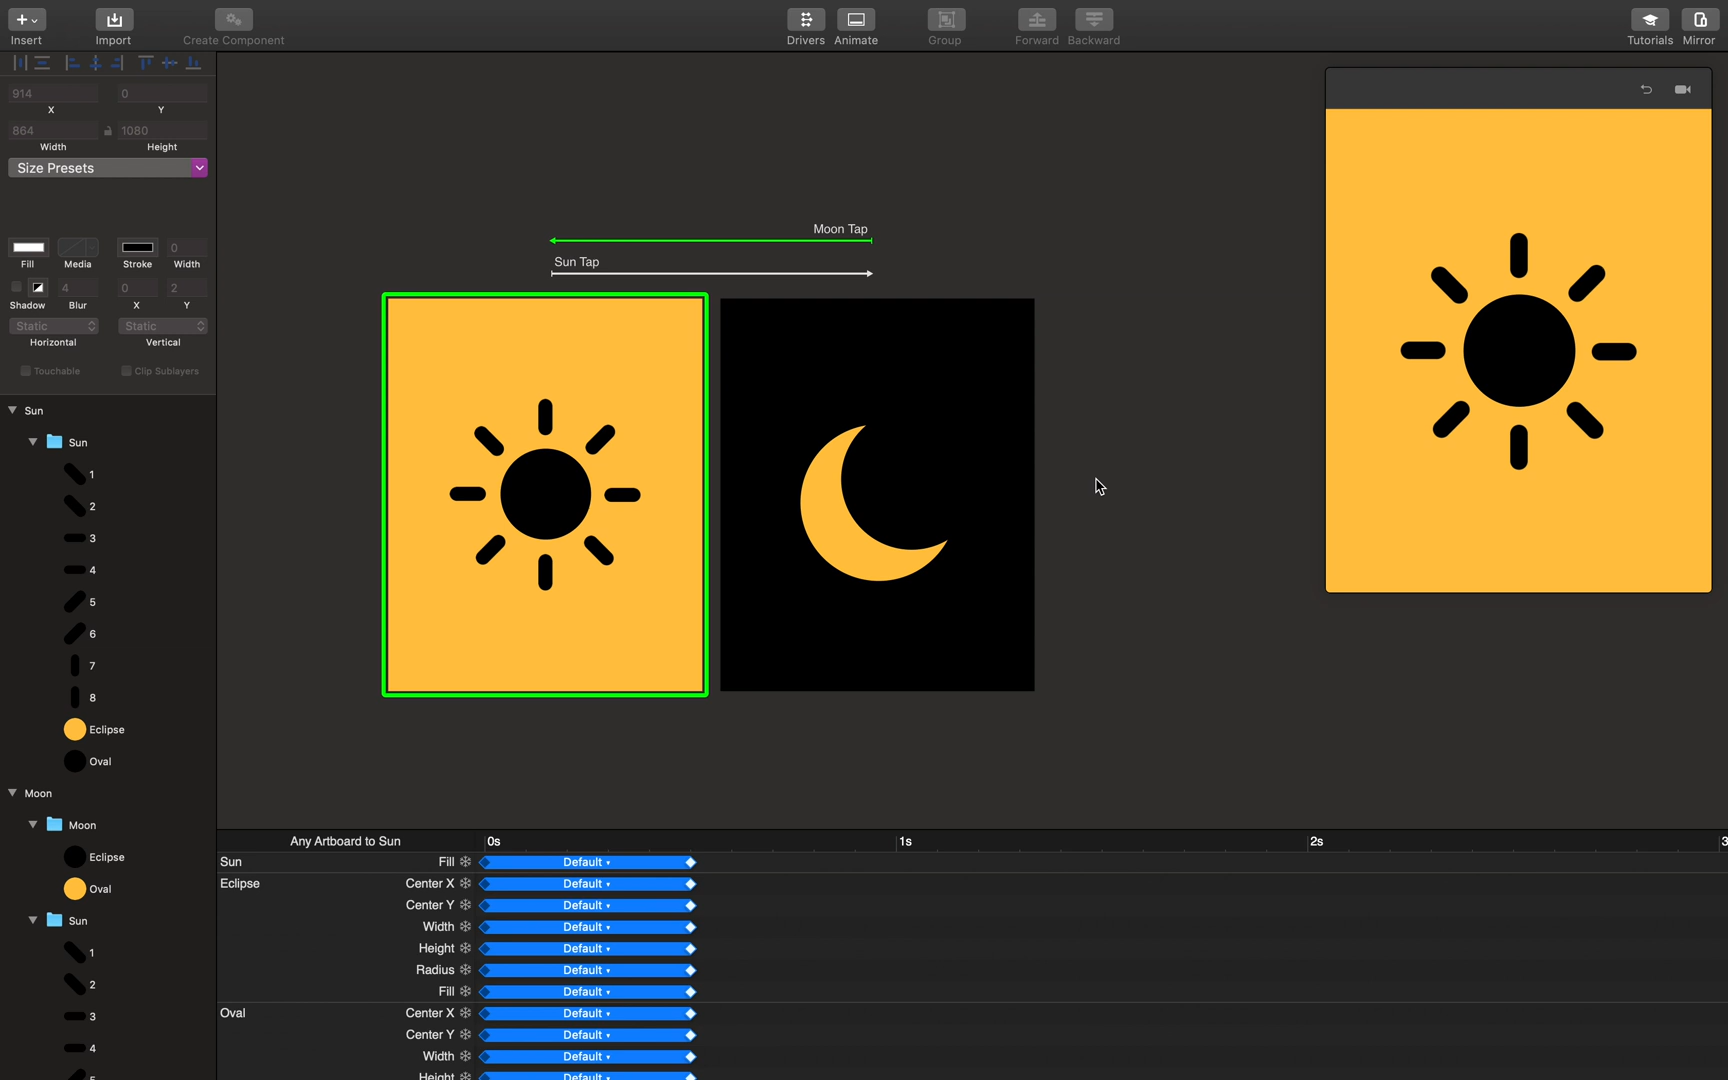 Insert
Import
Create Component
Drivers
Animate
Group
Forward
Backward
Tutorials
Mirror
914
0
X
Y
864
1080
Width
Height
Size Presets
0
Fill
Media
Stroke
Width
4
0
2
Shadow
Blur
X
Y
Static
Static
Horizontal
Vertical
Touchable
Clip Sublayers
Sun
Sun
1
2
3
4
5
6
7
8
Eclipse
Oval
Moon
Moon
Eclipse
Oval
Sun
1
2
3
4
5
Moon Tap
Sun Tap
Any Artboard to Sun
0s
1s
2s
3
Sun
Fill
Default
Eclipse
Center X
Default
Center Y
Default
Width
Default
Height
Default
Radius
Default
Fill
Default
Oval
Center X
Default
Center Y
Default
Width
Default
Height
Default